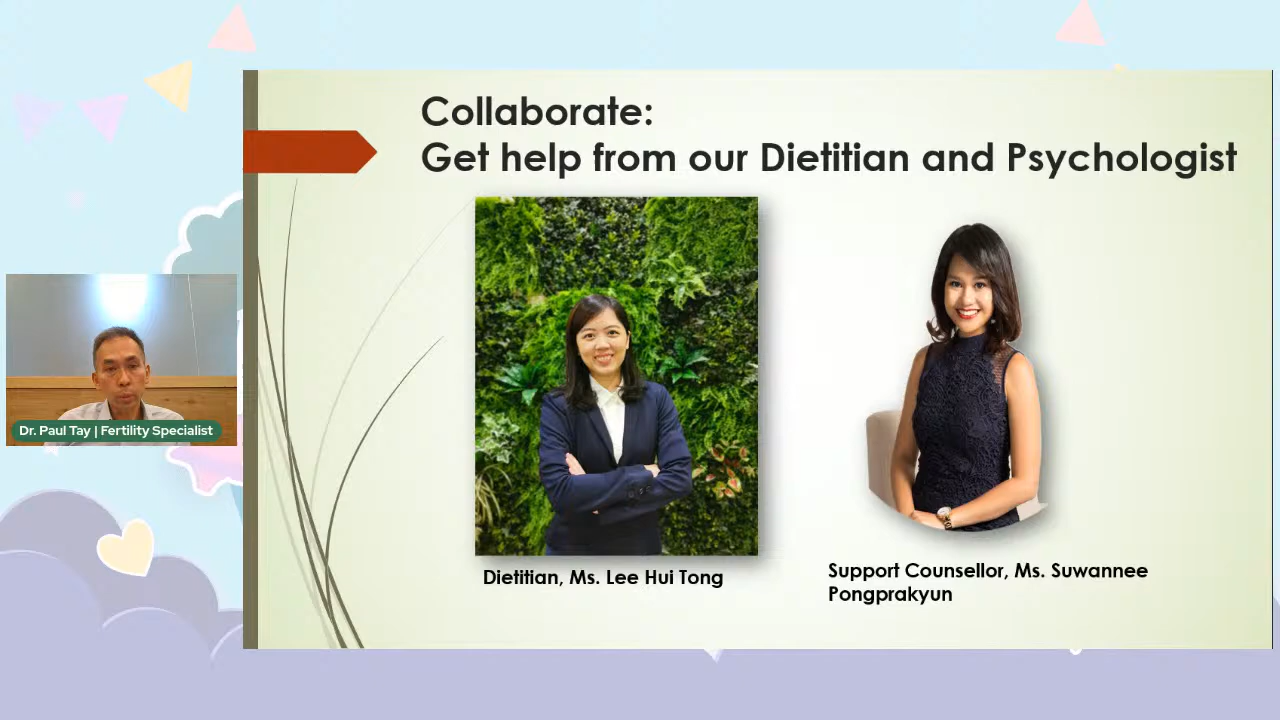 Collaborate:
Get help from our Dietitian and Psychologist
Dr. Paul Tay | Fertility Specialist
Dietitian, Ms. Lee Hui Tong
Support Counsellor, Ms. Suwannee
Pongprakyun